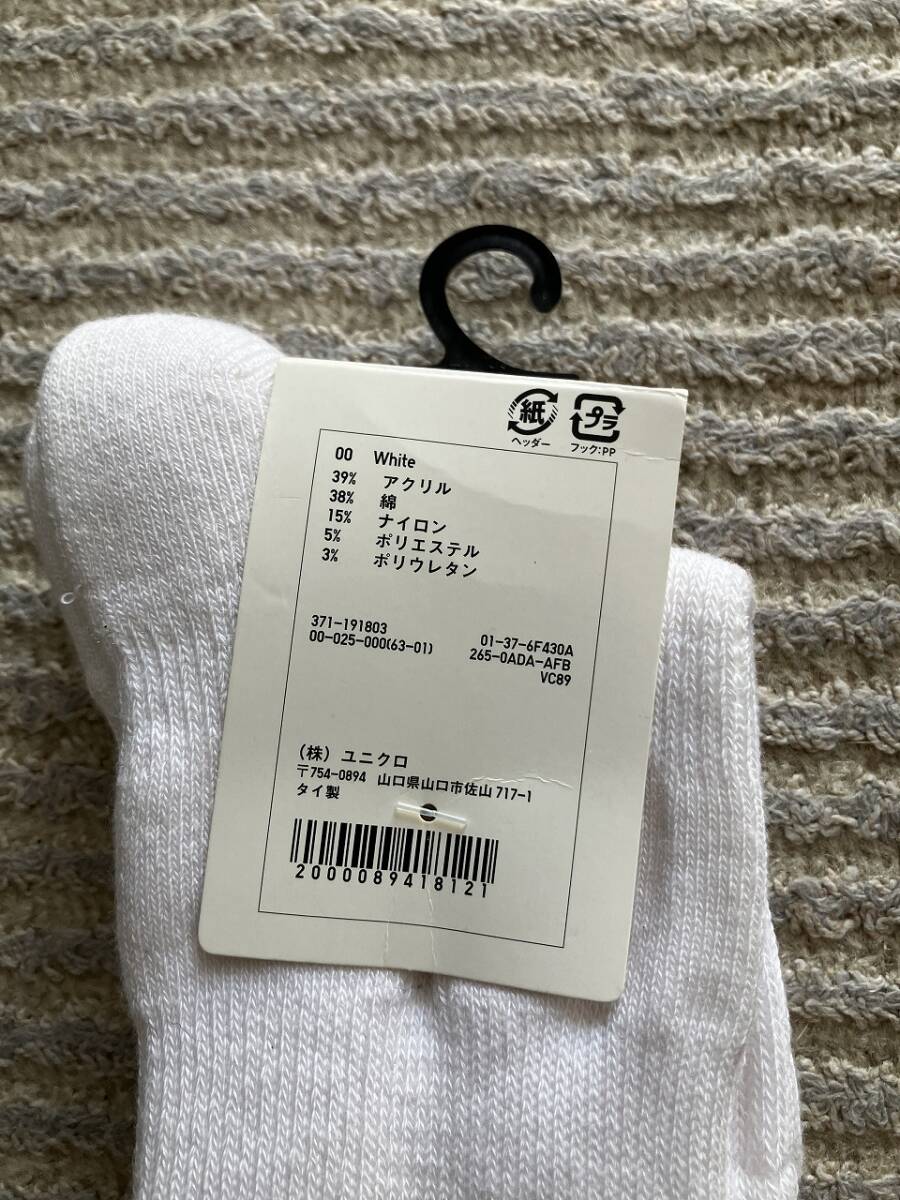 紙 プラ
ヘッダー フック:PP
00 White
39% アクリル
38% 綿
15% ナイロン
5% ポリエステル
3% ポリウレタン
371-191803 01-37-6F430A
00-025-000(63-01) 265-0ADA-AFB
VC89
(株) ユニクロ
〒754-0894 山口県山口市佐山 717-1
タイ製
2000089418121